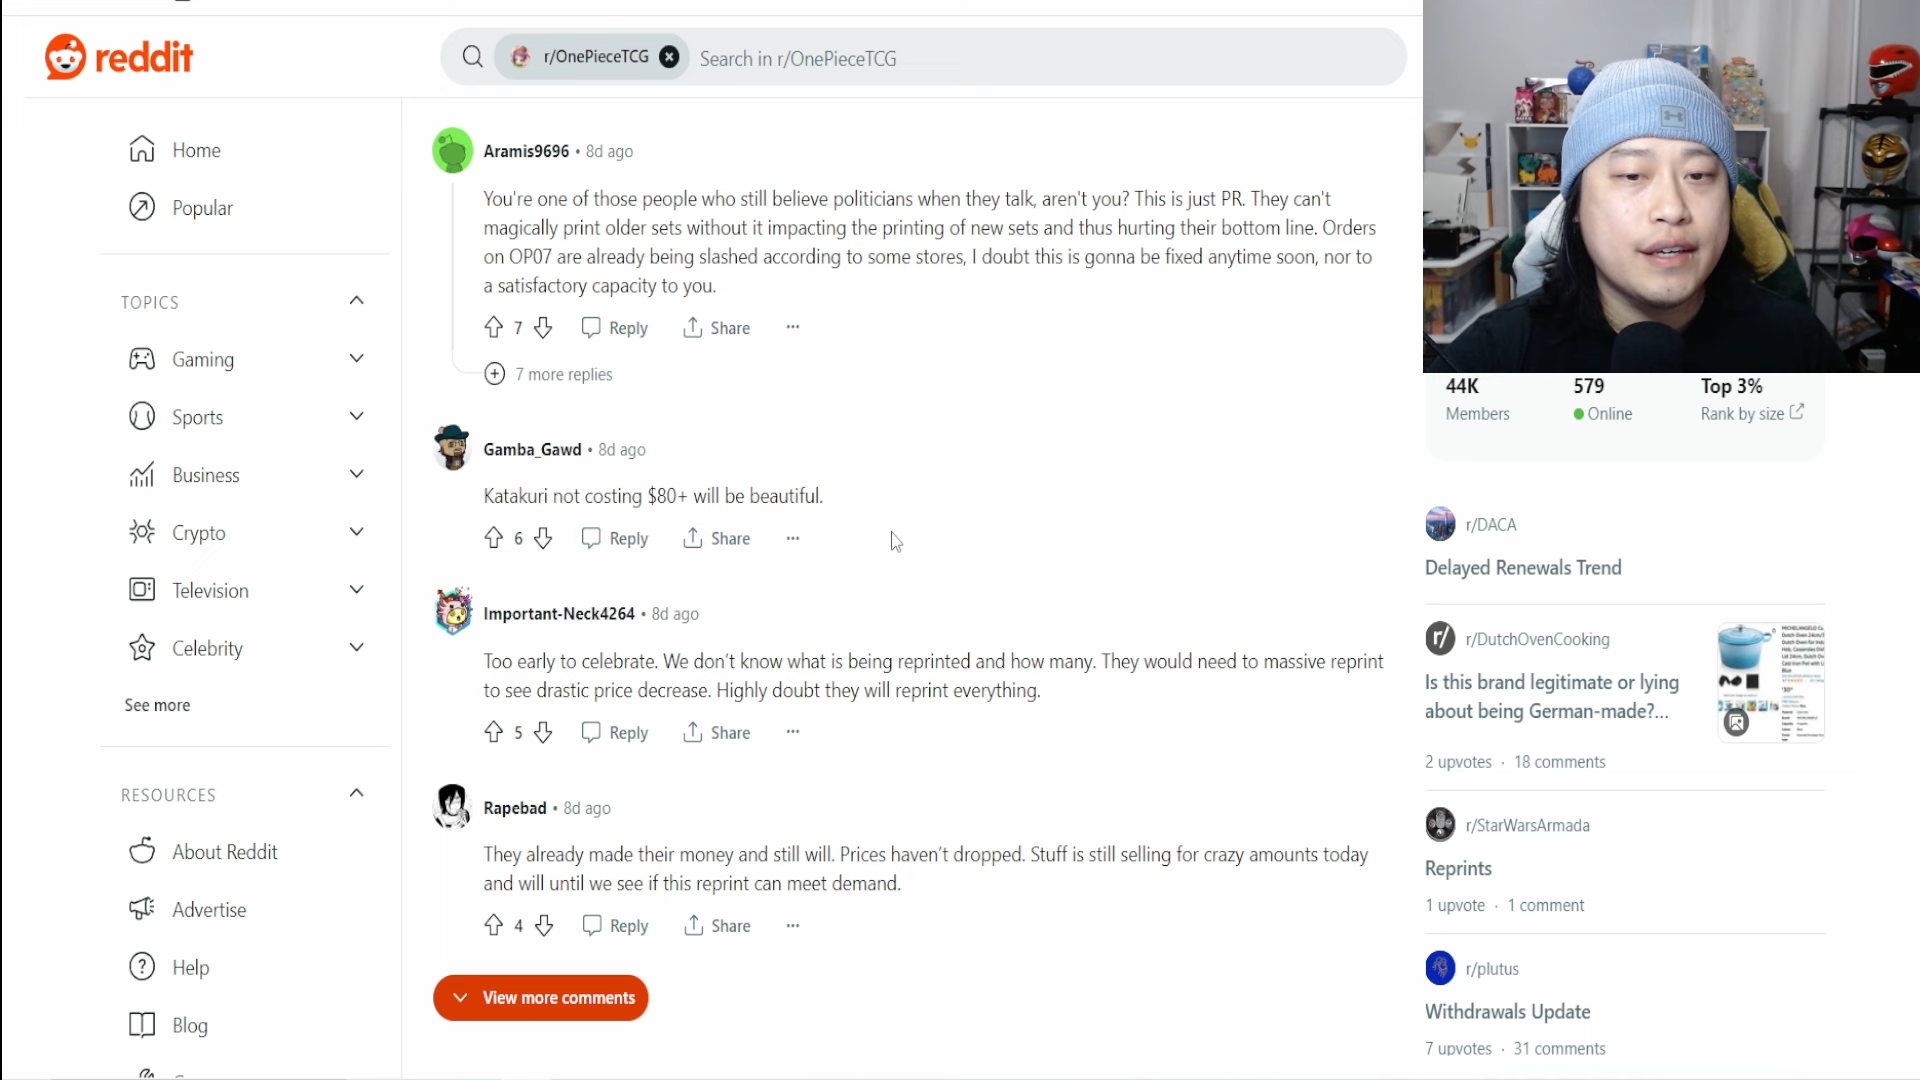 reddit
r/OnePieceTCG
Search in r/OnePieceTCG
Home
Popular
TOPICS
Gaming
Sports
Business
Crypto
Television
Celebrity
See more
RESOURCES
About Reddit
Advertise
Help
Blog
Aramis9696 • 8d ago
You're one of those people who still believe politicians when they talk, aren't you? This is just PR. They can't
magically print older sets without it impacting the printing of new sets and thus hurting their bottom line. Orders
on OP07 are already being slashed according to some stores, I doubt this is gonna be fixed anytime soon, nor to
a satisfactory capacity to you.
7 Reply Share ...
7 more replies
Gamba_Gawd • 8d ago
Katakuri not costing $80+ will be beautiful.
6 Reply Share ...
Important-Neck4264 • 8d ago
Too early to celebrate. We don't know what is being reprinted and how many. They would need to massive reprint
to see drastic price decrease. Highly doubt they will reprint everything.
5 Reply Share ...
Rapebad • 8d ago
They already made their money and still will. Prices haven't dropped. Stuff is still selling for crazy amounts today
and will until we see if this reprint can meet demand.
4 Reply Share ...
View more comments
44K 579 Top 3%
Members Online Rank by size
r/DACA
Delayed Renewals Trend
r/DutchOvenCooking
Is this brand legitimate or lying
about being German-made?...
2 upvotes · 18 comments
r/StarWarsArmada
Reprints
1 upvote · 1 comment
r/plutus
Withdrawals Update
7 upvotes · 31 comments